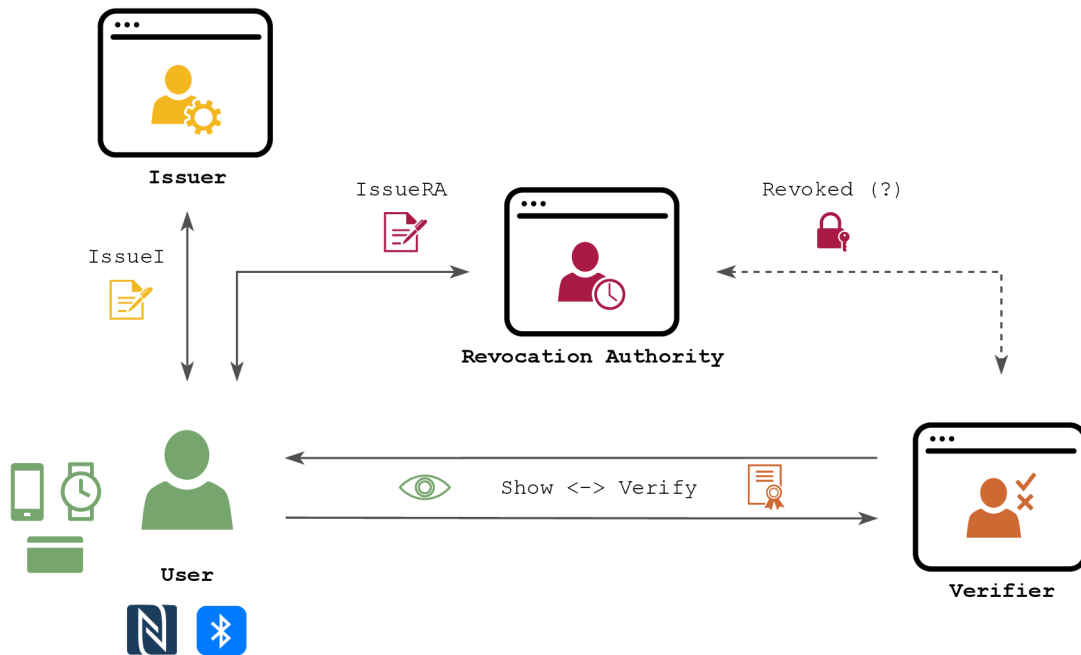 Issuer
IssueRA
Revoked (?)
IssueI
Revocation Authority
Show <-> Verify
User
Verifier